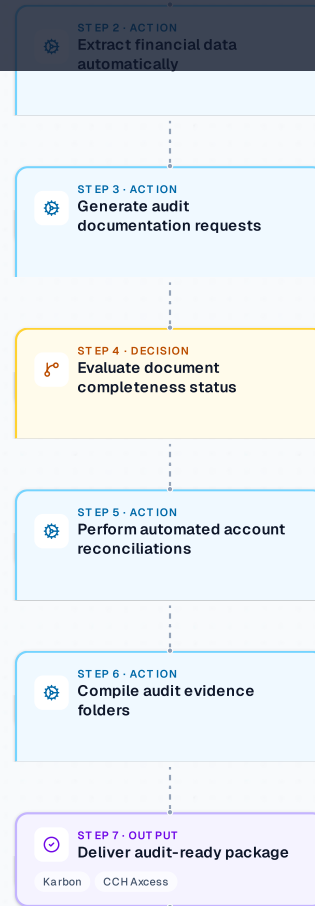 STEP 2 · ACTION
Extract financial data
automatically
STEP 3 · ACTION
Generate audit
documentation requests
STEP 4 · DECISION
Evaluate document
completeness status
STEP 5 · ACTION
Perform automated account
reconciliations
STEP 6 · ACTION
Compile audit evidence
folders
STEP 7 · OUTPUT
Deliver audit-ready package
Karbon CCH Axcess